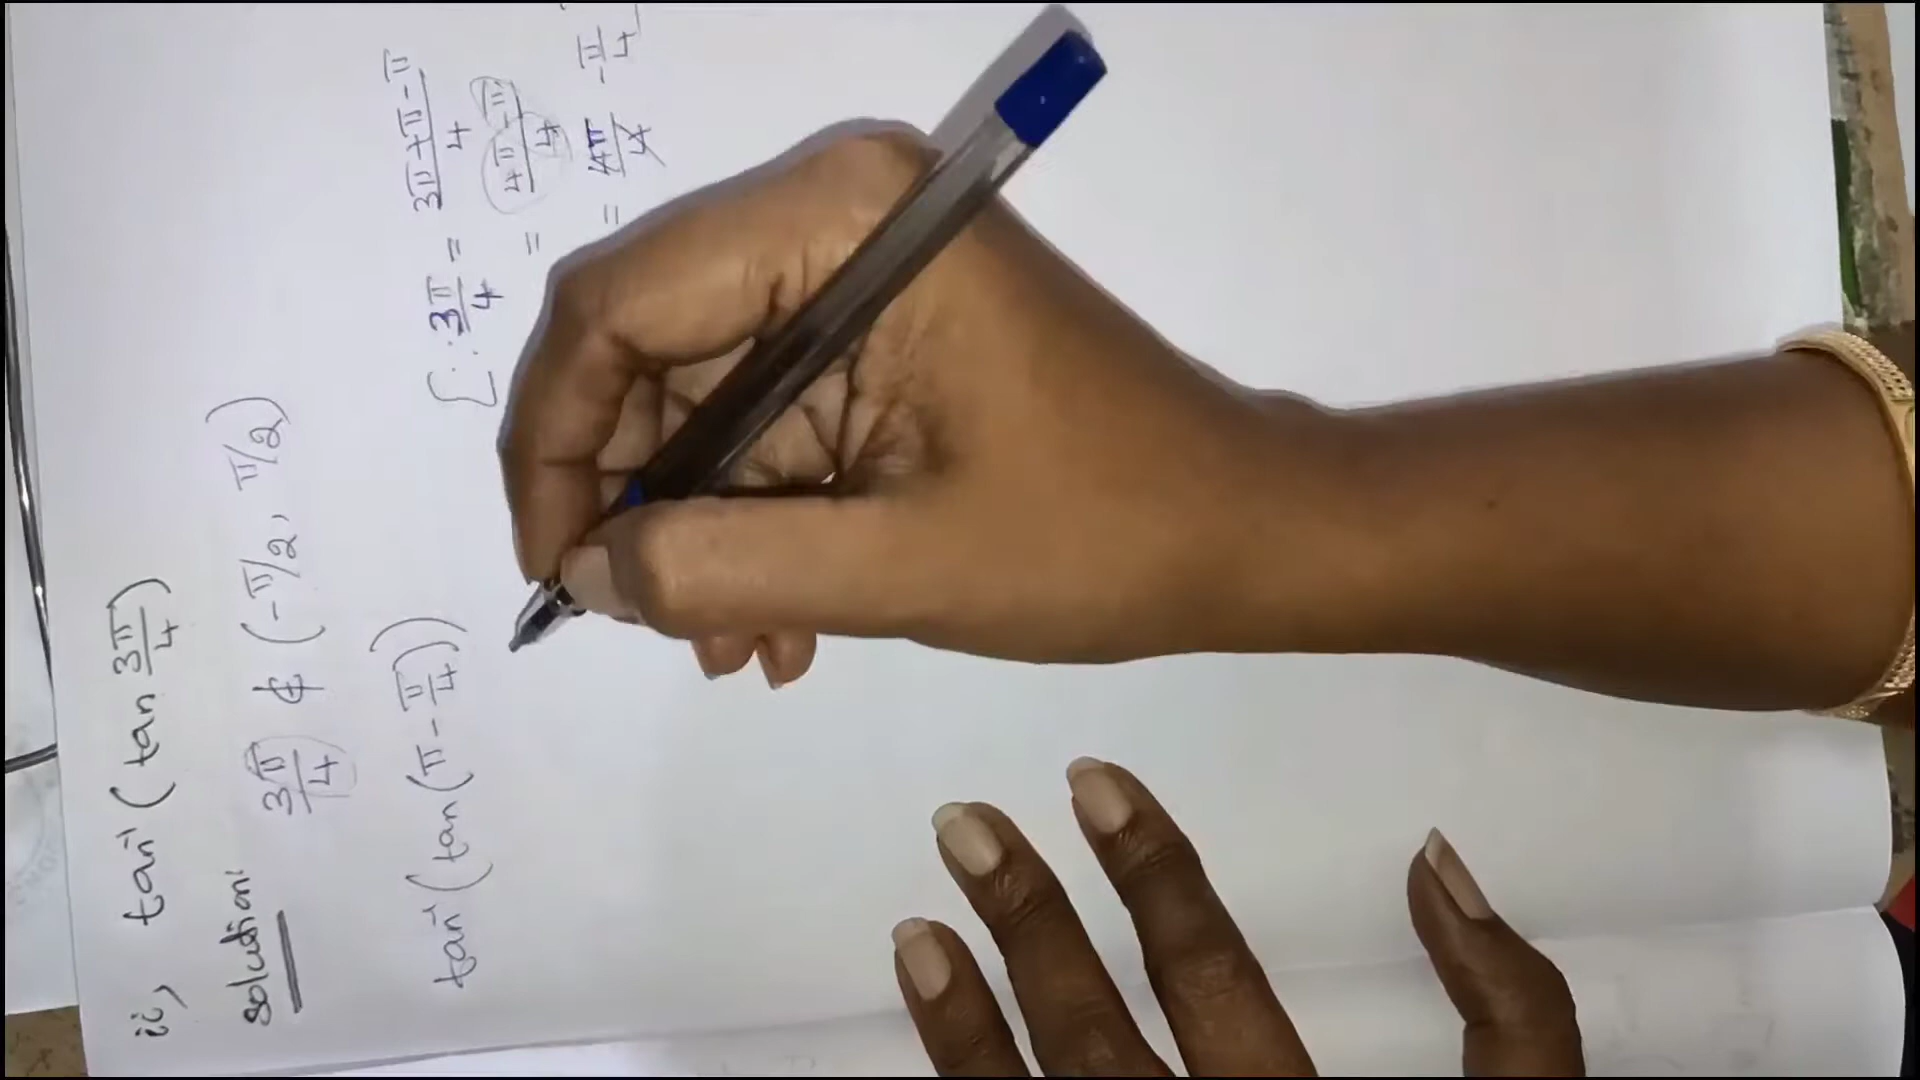 ii, tan⁻¹(tan 3π/4)
Solution:
3π/4 ∉ (-π/2, π/2)
tan⁻¹(tan(π - π/4))
[∵ 3π/4 = 3π+π-π/4
= 4π-π/4
= 4π/4 - π/4]